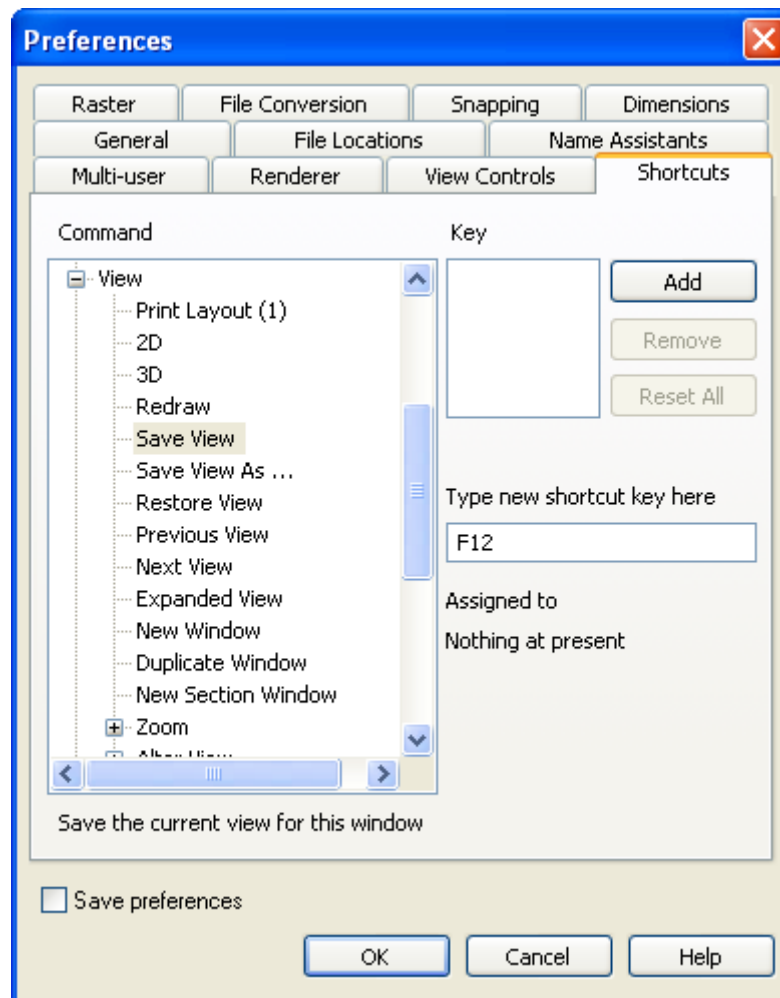 Preferences
Raster File Conversion Snapping Dimensions
General File Locations Name Assistants
Multi-user Renderer View Controls Shortcuts
Command Key
View
Print Layout (1)
2D
3D
Redraw
Save View
Save View As ...
Restore View
Previous View
Next View
Expanded View
New Window
Duplicate Window
New Section Window
Zoom
Add
Remove
Reset All
Type new shortcut key here
F12
Assigned to
Nothing at present
Save the current view for this window
Save preferences
OK Cancel Help